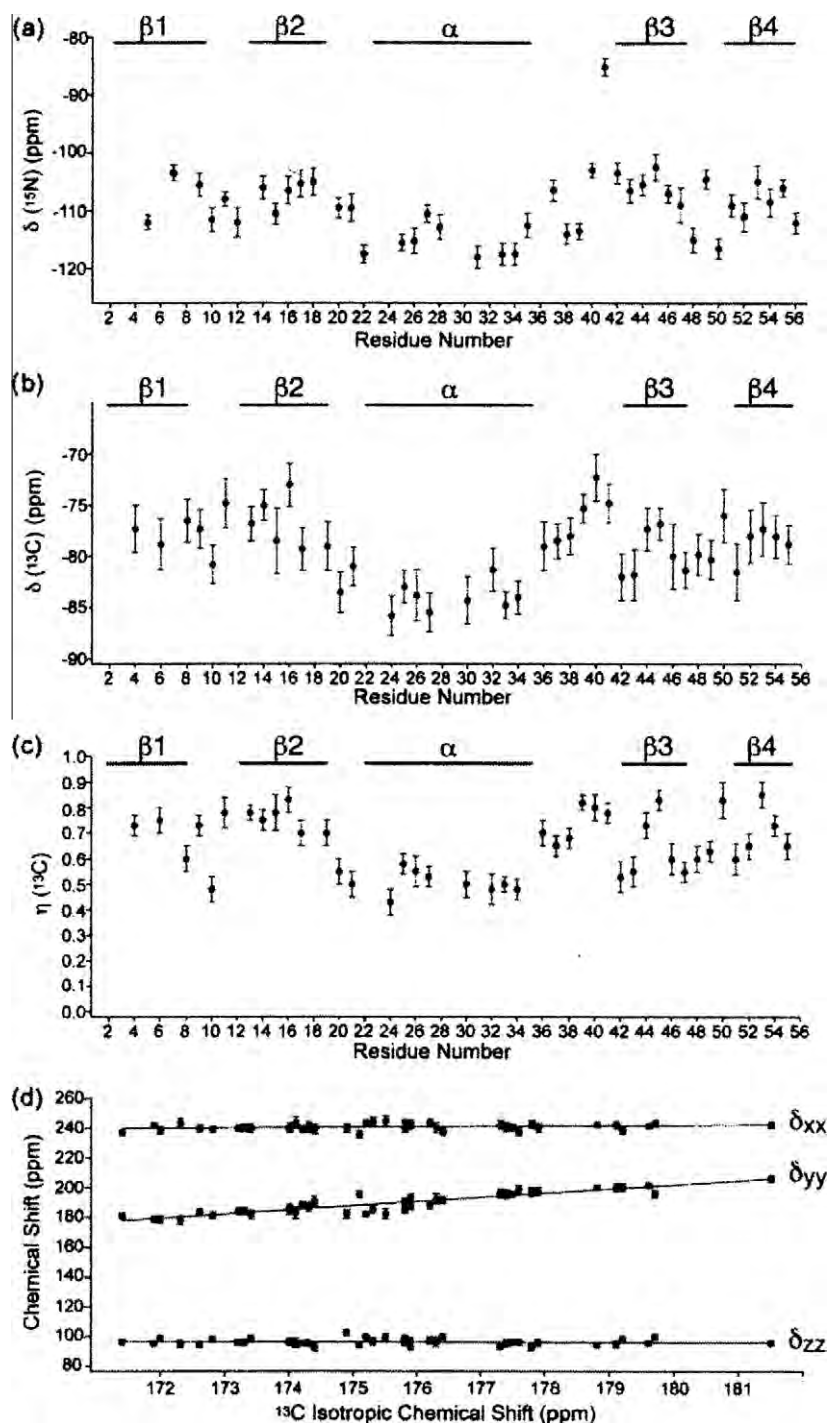 (a)
β1 β2 α β3 β4
δ (¹⁵N) (ppm)
-80
-90
-100
-110
-120
2 4 6 8 10 12 14 16 18 20 22 24 26 28 30 32 34 36 38 40 42 44 46 48 50 52 54 56
Residue Number
(b)
β1 β2 α β3 β4
δ (¹³C) (ppm)
-70
-75
-80
-85
-90
2 4 6 8 10 12 14 16 18 20 22 24 26 28 30 32 34 36 38 40 42 44 46 48 50 52 54 56
Residue Number
(c)
β1 β2 α β3 β4
η (¹³C)
1.0
0.9
0.8
0.7
0.6
0.5
0.4
0.3
0.2
0.1
0.0
2 4 6 8 10 12 14 16 18 20 22 24 26 28 30 32 34 36 38 40 42 44 46 48 50 52 54 56
Residue Number
(d)
Chemical Shift (ppm)
260
240
220
200
180
160
140
120
100
80
δxx
δyy
δzz
172 173 174 175 176 177 178 179 180 181
¹³C Isotropic Chemical Shift (ppm)